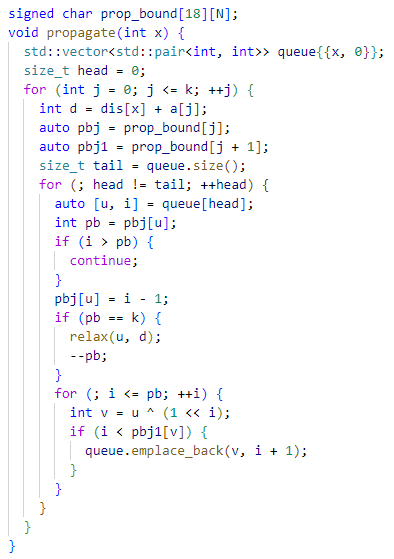 signed char prop_bound[18][N];
void propagate(int x) {
  std::vector<std::pair<int, int>> queue{{x, 0}};
  size_t head = 0;
  for (int j = 0; j <= k; ++j) {
    int d = dis[x] + a[j];
    auto pbj = prop_bound[j];
    auto pbj1 = prop_bound[j + 1];
    size_t tail = queue.size();
    for (; head != tail; ++head) {
      auto [u, i] = queue[head];
      int pb = pbj[u];
      if (i > pb) {
        continue;
      }
      pbj[u] = i - 1;
      if (pb == k) {
        relax(u, d);
        --pb;
      }
      for (; i <= pb; ++i) {
        int v = u ^ (1 << i);
        if (i < pbj1[v]) {
          queue.emplace_back(v, i + 1);
        }
      }
    }
  }
}